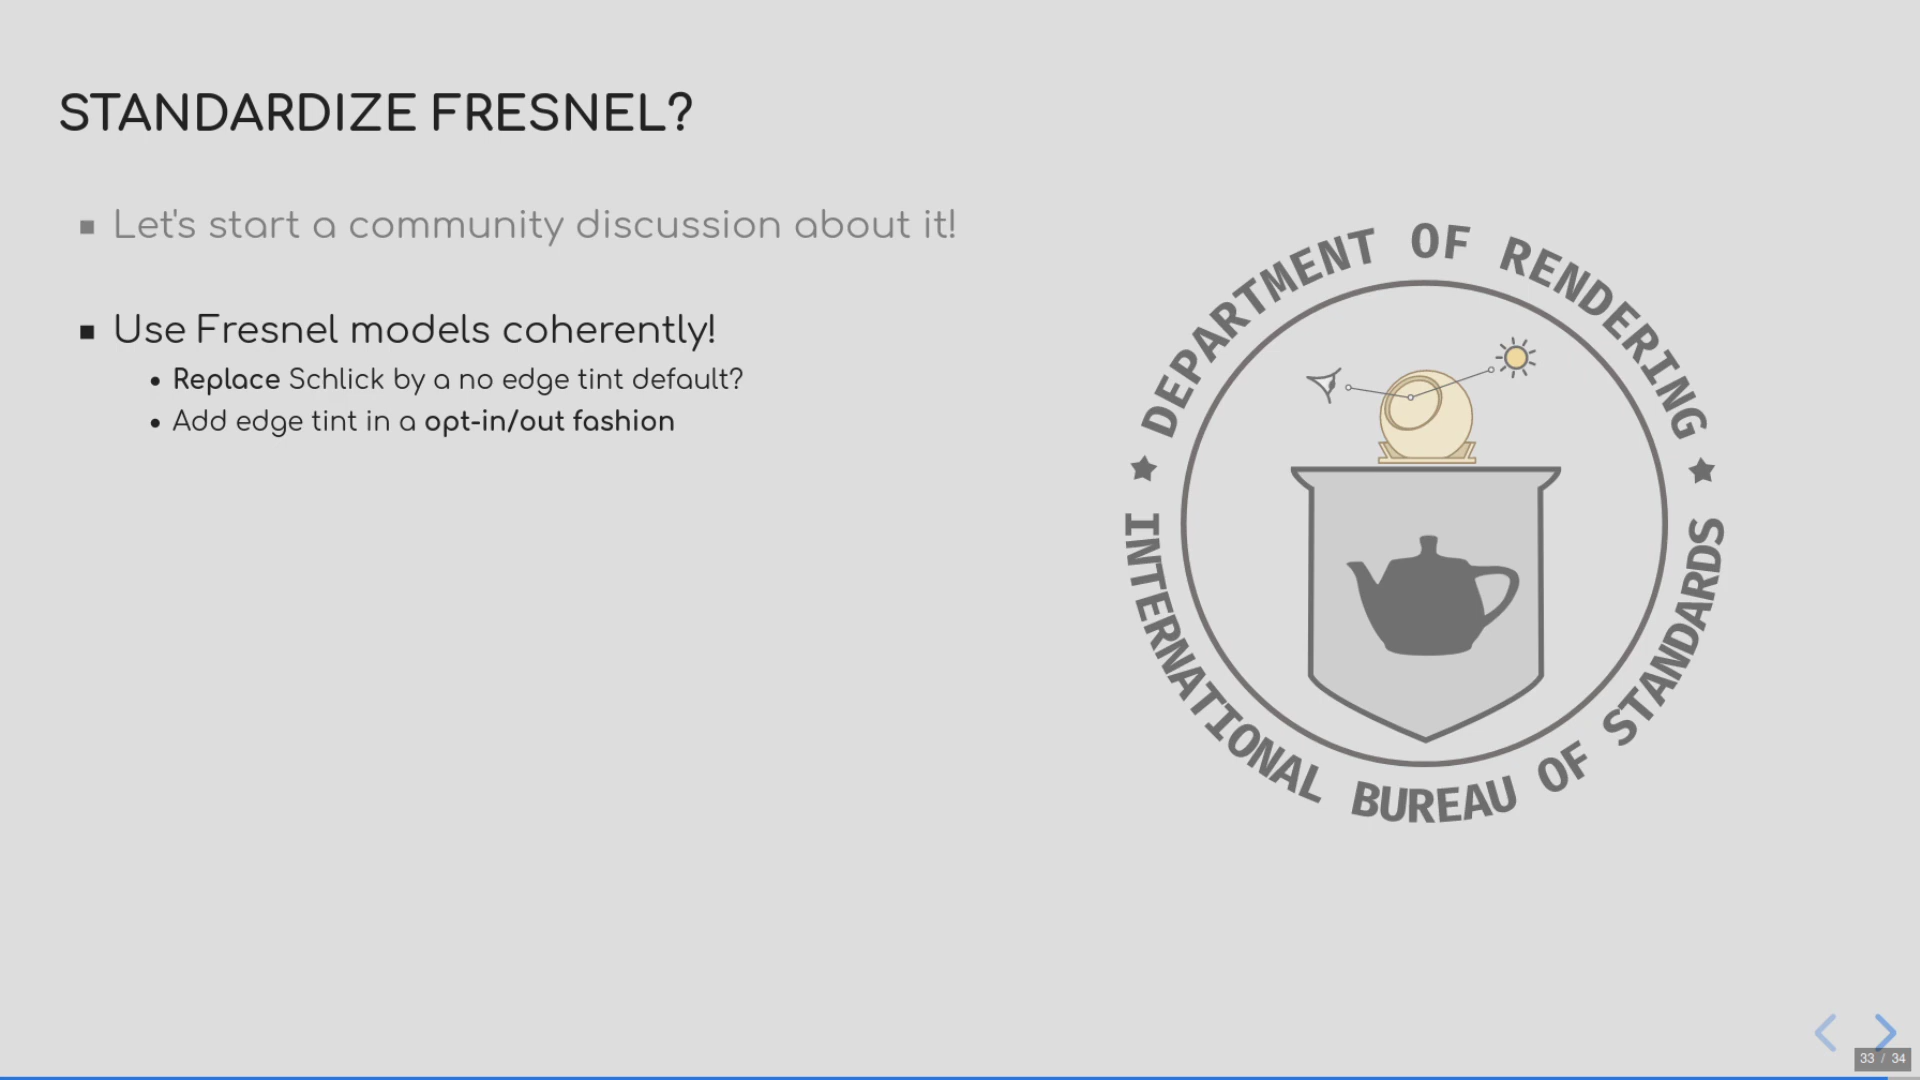 STANDARDIZE FRESNEL?
Let's start a community discussion about it!
Use Fresnel models coherently!
Replace Schlick by a no edge tint default?
Add edge tint in a opt-in/out fashion
DEPARTMENT OF RENDERING
INTERNATIONAL BUREAU OF STANDARDS
33 / 34